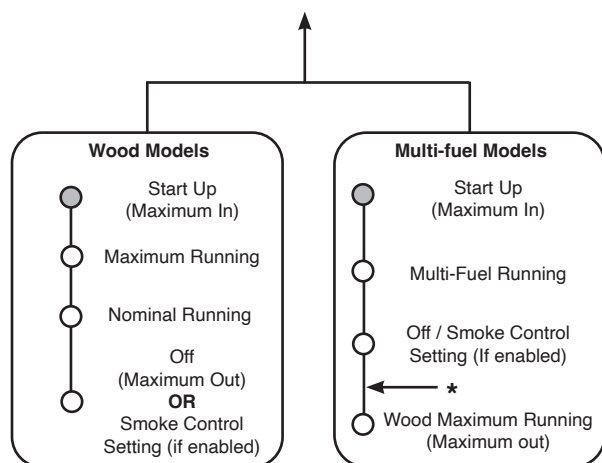 Wood Models
Start Up
(Maximum In)
Maximum Running
Nominal Running
Off
(Maximum Out)
OR
Smoke Control
Setting (if enabled)
Multi-fuel Models
Start Up
(Maximum In)
Multi-Fuel Running
Off / Smoke Control
Setting (If enabled)
*
Wood Maximum Running
(Maximum out)